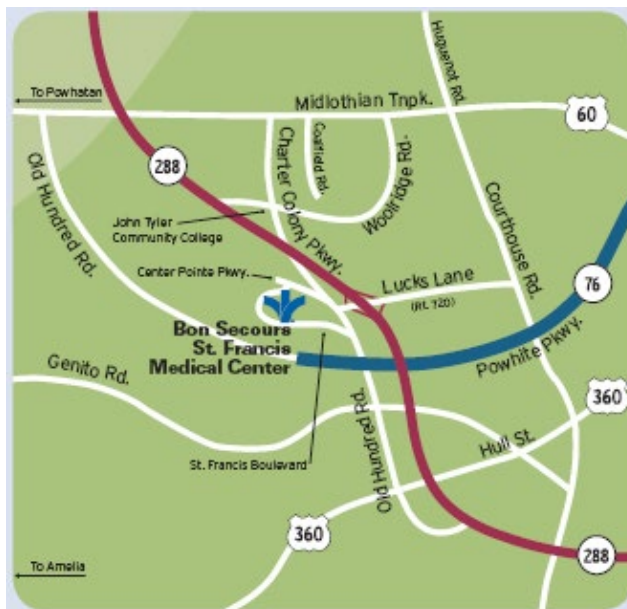 Huguenot Rd.
To Powhatan
Midlothian Tnpk.
60
Old Hundred Rd.
288
Charter Colony Pkwy.
Coalfield Rd.
Woolridge Rd.
Courthouse Rd.
John Tyler
Community College
Center Pointe Pkwy.
Lucks Lane
(Rt. 720)
76
Bon Secours
St. Francis
Medical Center
Powhite Pkwy.
Genito Rd.
360
Hull St.
Old Hundred Rd.
St. Francis Boulevard
360
288
To Amelia